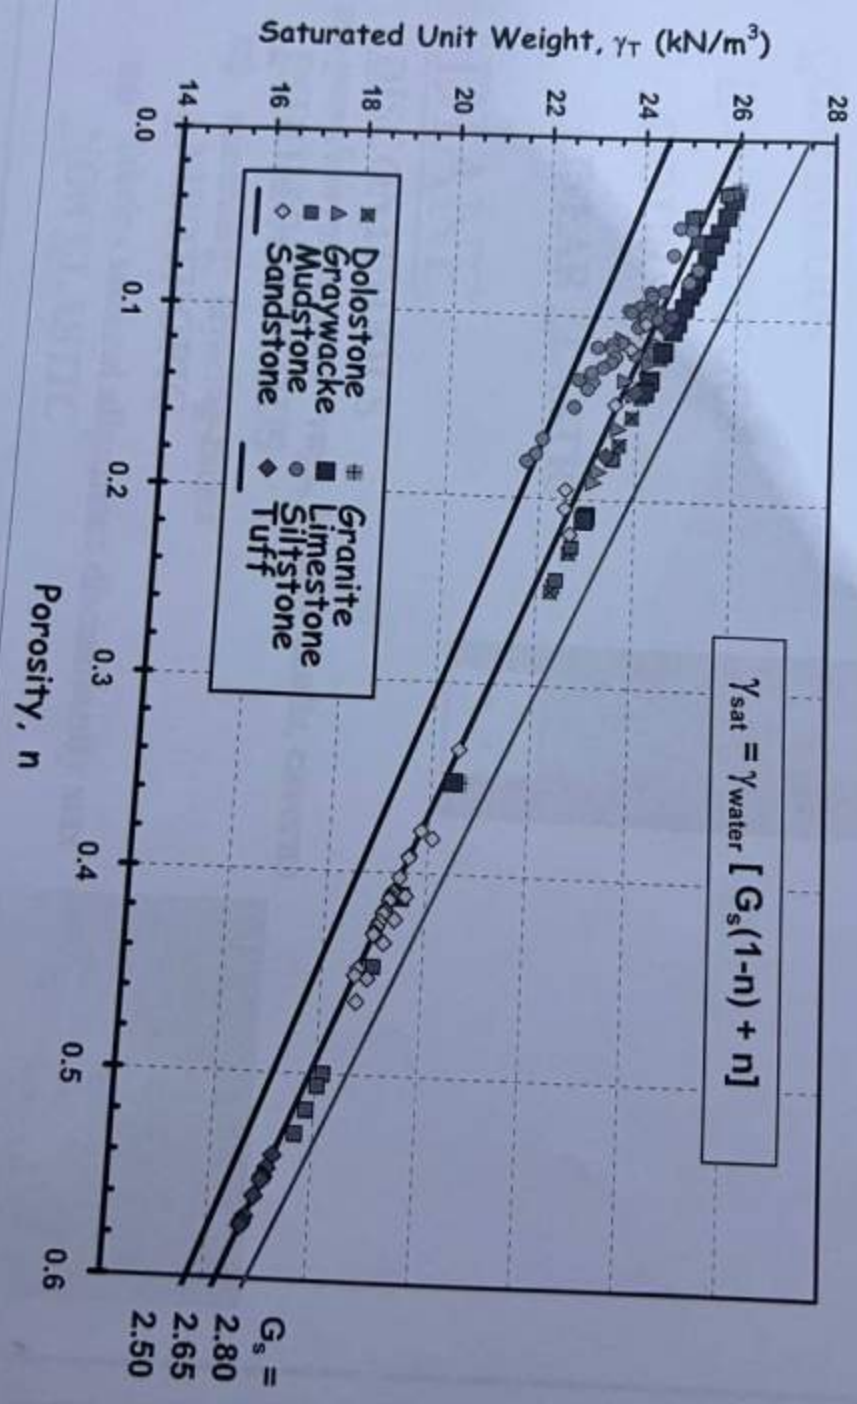 Saturated Unit Weight, γT (kN/m³)
28
26
24
22
20
18
16
14
γsat = γwater [ Gs(1-n) + n]
Dolostone
Graywacke
Mudstone
Sandstone
Granite
Limestone
Siltstone
Tuff
0.0
0.1
0.2
0.3
0.4
0.5
0.6
Porosity, n
Gs =
2.80
2.65
2.50